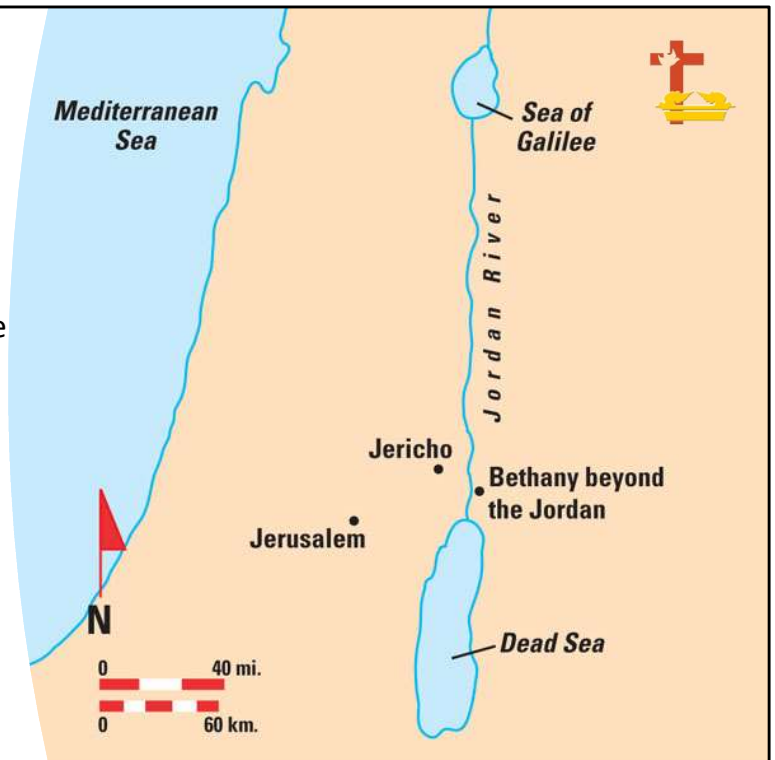 Mediterranean
Sea
Sea of
Galilee
Jordan River
e
Jericho
Bethany beyond
the Jordan
Jerusalem
N
Dead Sea
0 40 mi.
0 60 km.